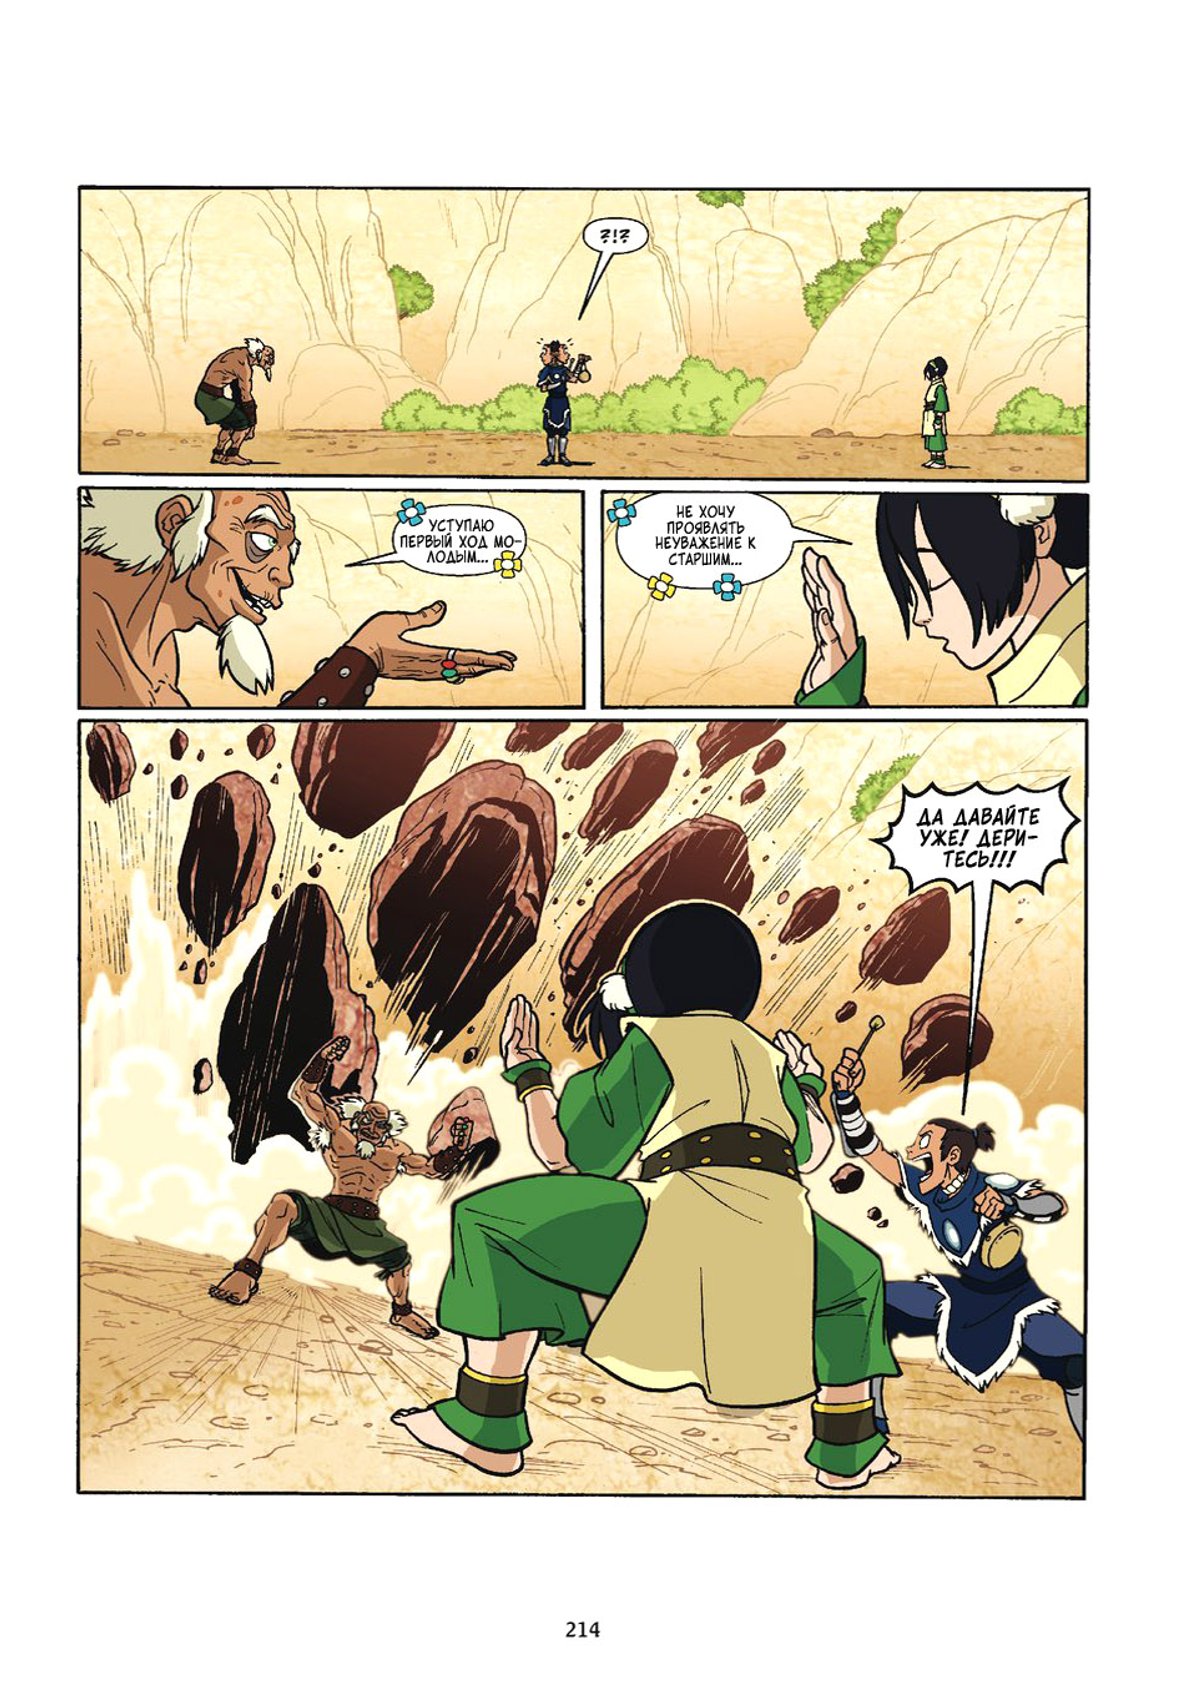 ?!?
УСТУПАЮ
ПЕРВЫЙ ХОД МО-
ЛОДЫМ...
НЕ ХОЧУ
ПРОЯВЛЯТЬ
НЕУВАЖЕНИЕ К
СТАРШИМ...
ДА ДАВАЙТЕ
УЖЕ! ДЕРИ-
ТЕСЬ!!!
214